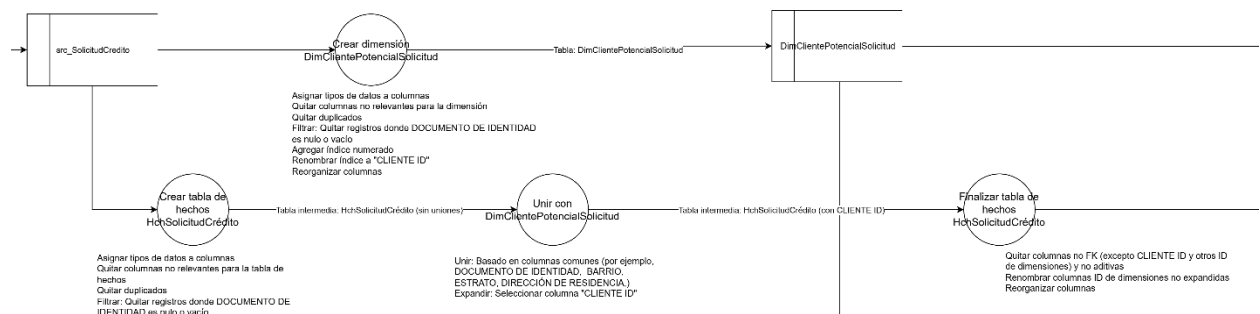 src_SolicitudCredito
Crear dimensión
DimClientePotencialSolicitud
Tabla: DimClientePotencialSolicitud
DimClientePotencialSolicitud
Asignar tipos de datos a columnas
Quitar columnas no relevantes para la dimensión
Quitar duplicados
Filtrar: Quitar registros donde DOCUMENTO DE IDENTIDAD
es nulo o vacío
Agregar índice numerado
Renombrar índice a "CLIENTE ID"
Reorganizar columnas
Crear tabla de
hechos
HchSolicitudCrédito
Tabla intermedia: HchSolicitudCrédito (sin uniones)
Unir con
DimClientePotencialSolicitud
Tabla intermedia: HchSolicitudCrédito (con CLIENTE ID)
Finalizar tabla de
hechos
HchSolicitudCrédito
Asignar tipos de datos a columnas
Quitar columnas no relevantes para la tabla de
hechos
Quitar duplicados
Filtrar: Quitar registros donde DOCUMENTO DE
IDENTIDAD es nulo o vacío
Unir: Basado en columnas comunes (por ejemplo,
DOCUMENTO DE IDENTIDAD, BARRIO,
ESTRATO, DIRECCIÓN DE RESIDENCIA.)
Expandir: Seleccionar columna "CLIENTE ID"
Quitar columnas no FK (excepto CLIENTE ID y otros ID
de dimensiones) y no aditivas
Renombrar columnas ID de dimensiones no expandidas
Reorganizar columnas